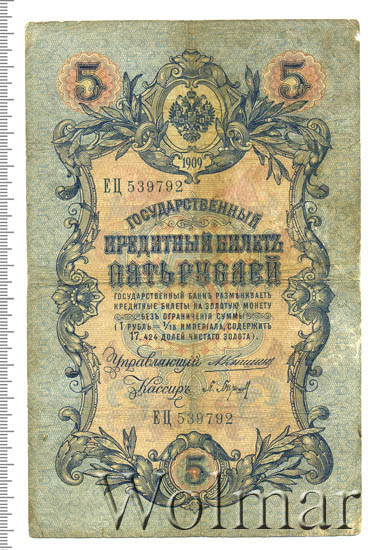 5 5
1909
ЕЦ 539792
ГОСУДАРСТВЕННЫЙ
КРЕДИТНЫЙ БИЛЕТЪ
ПЯТЬ РУБЛЕЙ
ГОСУДАРСТВЕННЫЙ БАНКЪ РАЗМѢНИВАЕТЪ
КРЕДИТНЫЕ БИЛЕТЫ НА ЗОЛОТУЮ МОНЕТУ
БЕЗЪ ОГРАНИЧЕНІЯ СУММЫ
(1 РУБЛЬ = 1/15 ИМПЕРІАЛА, СОДЕРЖИТЪ
17,424 ДОЛЕЙ ЧИСТАГО ЗОЛОТА).
Управляющій
Кассиръ
ЕЦ 539792
5
Wolmar